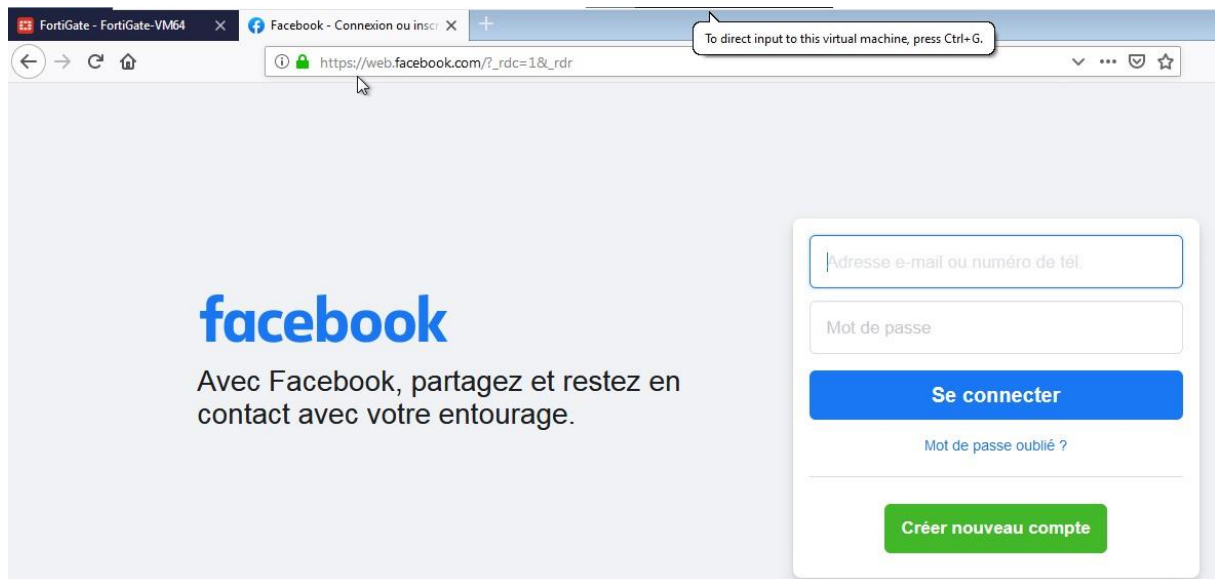 FortiGate - FortiGate-VM64
Facebook - Connexion ou inscr
To direct input to this virtual machine, press Ctrl+G.
https://web.facebook.com/?_rdc=1&_rdr
Adresse e-mail ou numéro de tél.
facebook
Mot de passe
Avec Facebook, partagez et restez en
contact avec votre entourage.
Se connecter
Mot de passe oublié ?
Créer nouveau compte